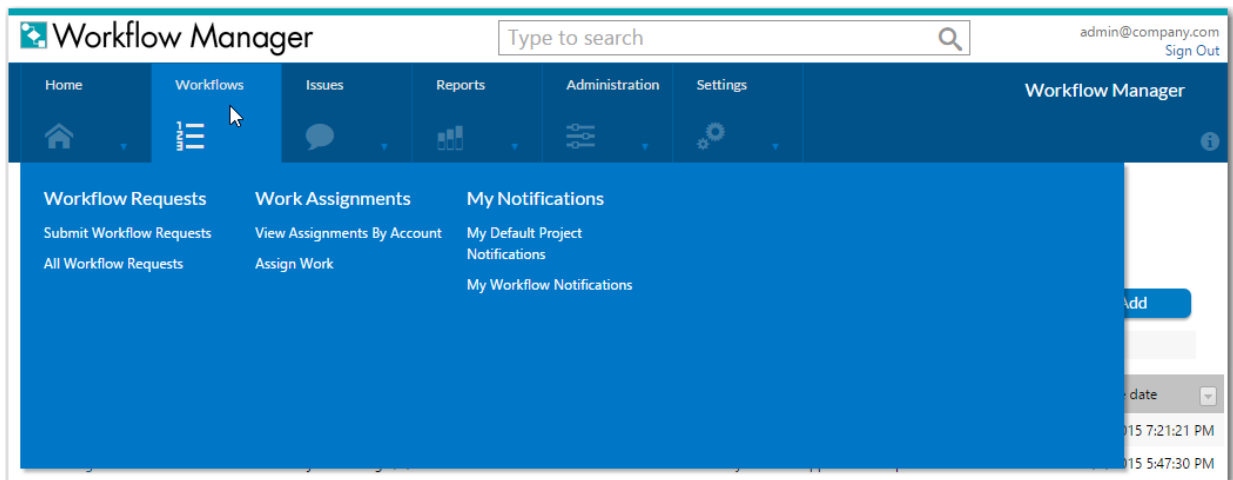 Workflow Manager
Type to search
admin@company.com
Sign Out
Home
Workflows
Issues
Reports
Administration
Settings
Workflow Manager
Workflow Requests
Work Assignments
My Notifications
Submit Workflow Requests
View Assignments By Account
My Default Project
Notifications
All Workflow Requests
Assign Work
My Workflow Notifications
Add
date
015 7:21:21 PM
015 5:47:30 PM